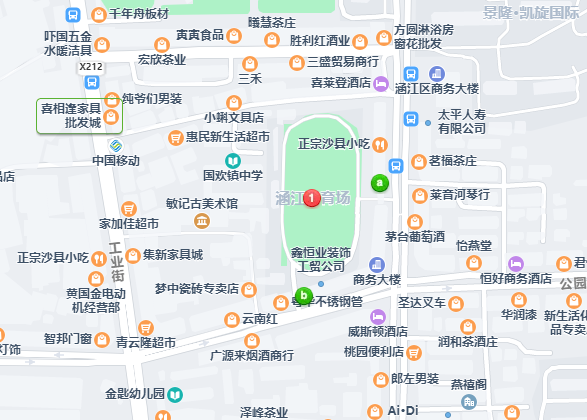 千年舟板材
景隆·凯旋国际
吓国五金
水暖洁具
曦慧茶庄
寅寅食品
方圆淋浴房
窗花批发
胜利红酒业
宏欣茶业
X212
三禾
三盛贸易商行
喜莱登酒店
涵江区商务大楼
纯爷们男装
喜相逢家具
批发城
小蝌文具店
太平人寿
有限公司
惠民新生活超市
正宗沙县小吃
中国移动
国欢镇中学
茗福茶庄
品店
a
敏记古美术馆
1
涵江
育场
莱音河琴行
家加佳超市
茅台葡萄酒
工业街
怡燕堂
正宗沙县小吃
集新家具城
鑫恒业装饰
工贸公司
商务大楼
恒好商务酒店
君
黄国金电动
机经营部
梦中瓷砖专卖店
公园
b
不锈钢管
圣达叉车
华润漆
新生活化
品专卖
云南红
威斯顿酒店
智邦门窗
青云隆超市
润和茶酒庄
灯饰
广源来烟酒商行
桃园便利店
郎左男装
燕禧阁
金匙幼儿园
泽峰茶业
Ai·Di